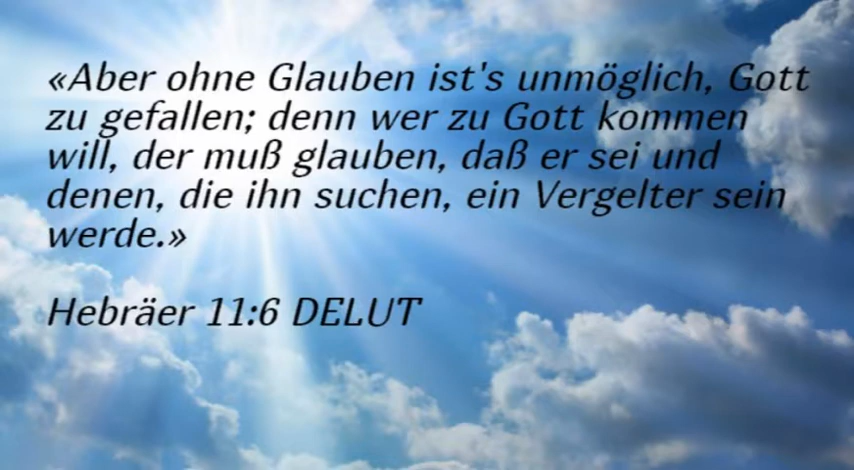 «Aber ohne Glauben ist's unmöglich, Gott
zu gefallen; denn wer zu Gott kommen
will, der muß glauben, daß er sei und
denen, die ihn suchen, ein Vergelter sein
werde.»
Hebräer 11:6 DELUT